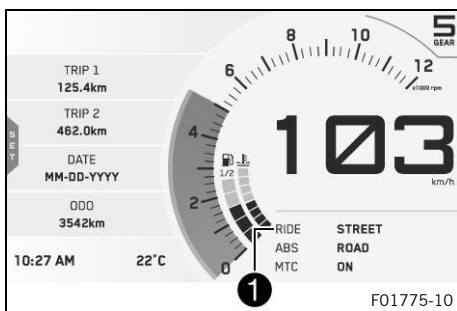 5
GEAR
8
10
6
12
x1000 rpm
TRIP 1
125.4km
4
TRIP 2
462.0km
SET
1/2
103
km/h
DATE
MM-DD-YYYY
2
ODO
3542km
RIDE STREET
ABS ROAD
MTC ON
10:27 AM 22°C
0
1
F01775-10